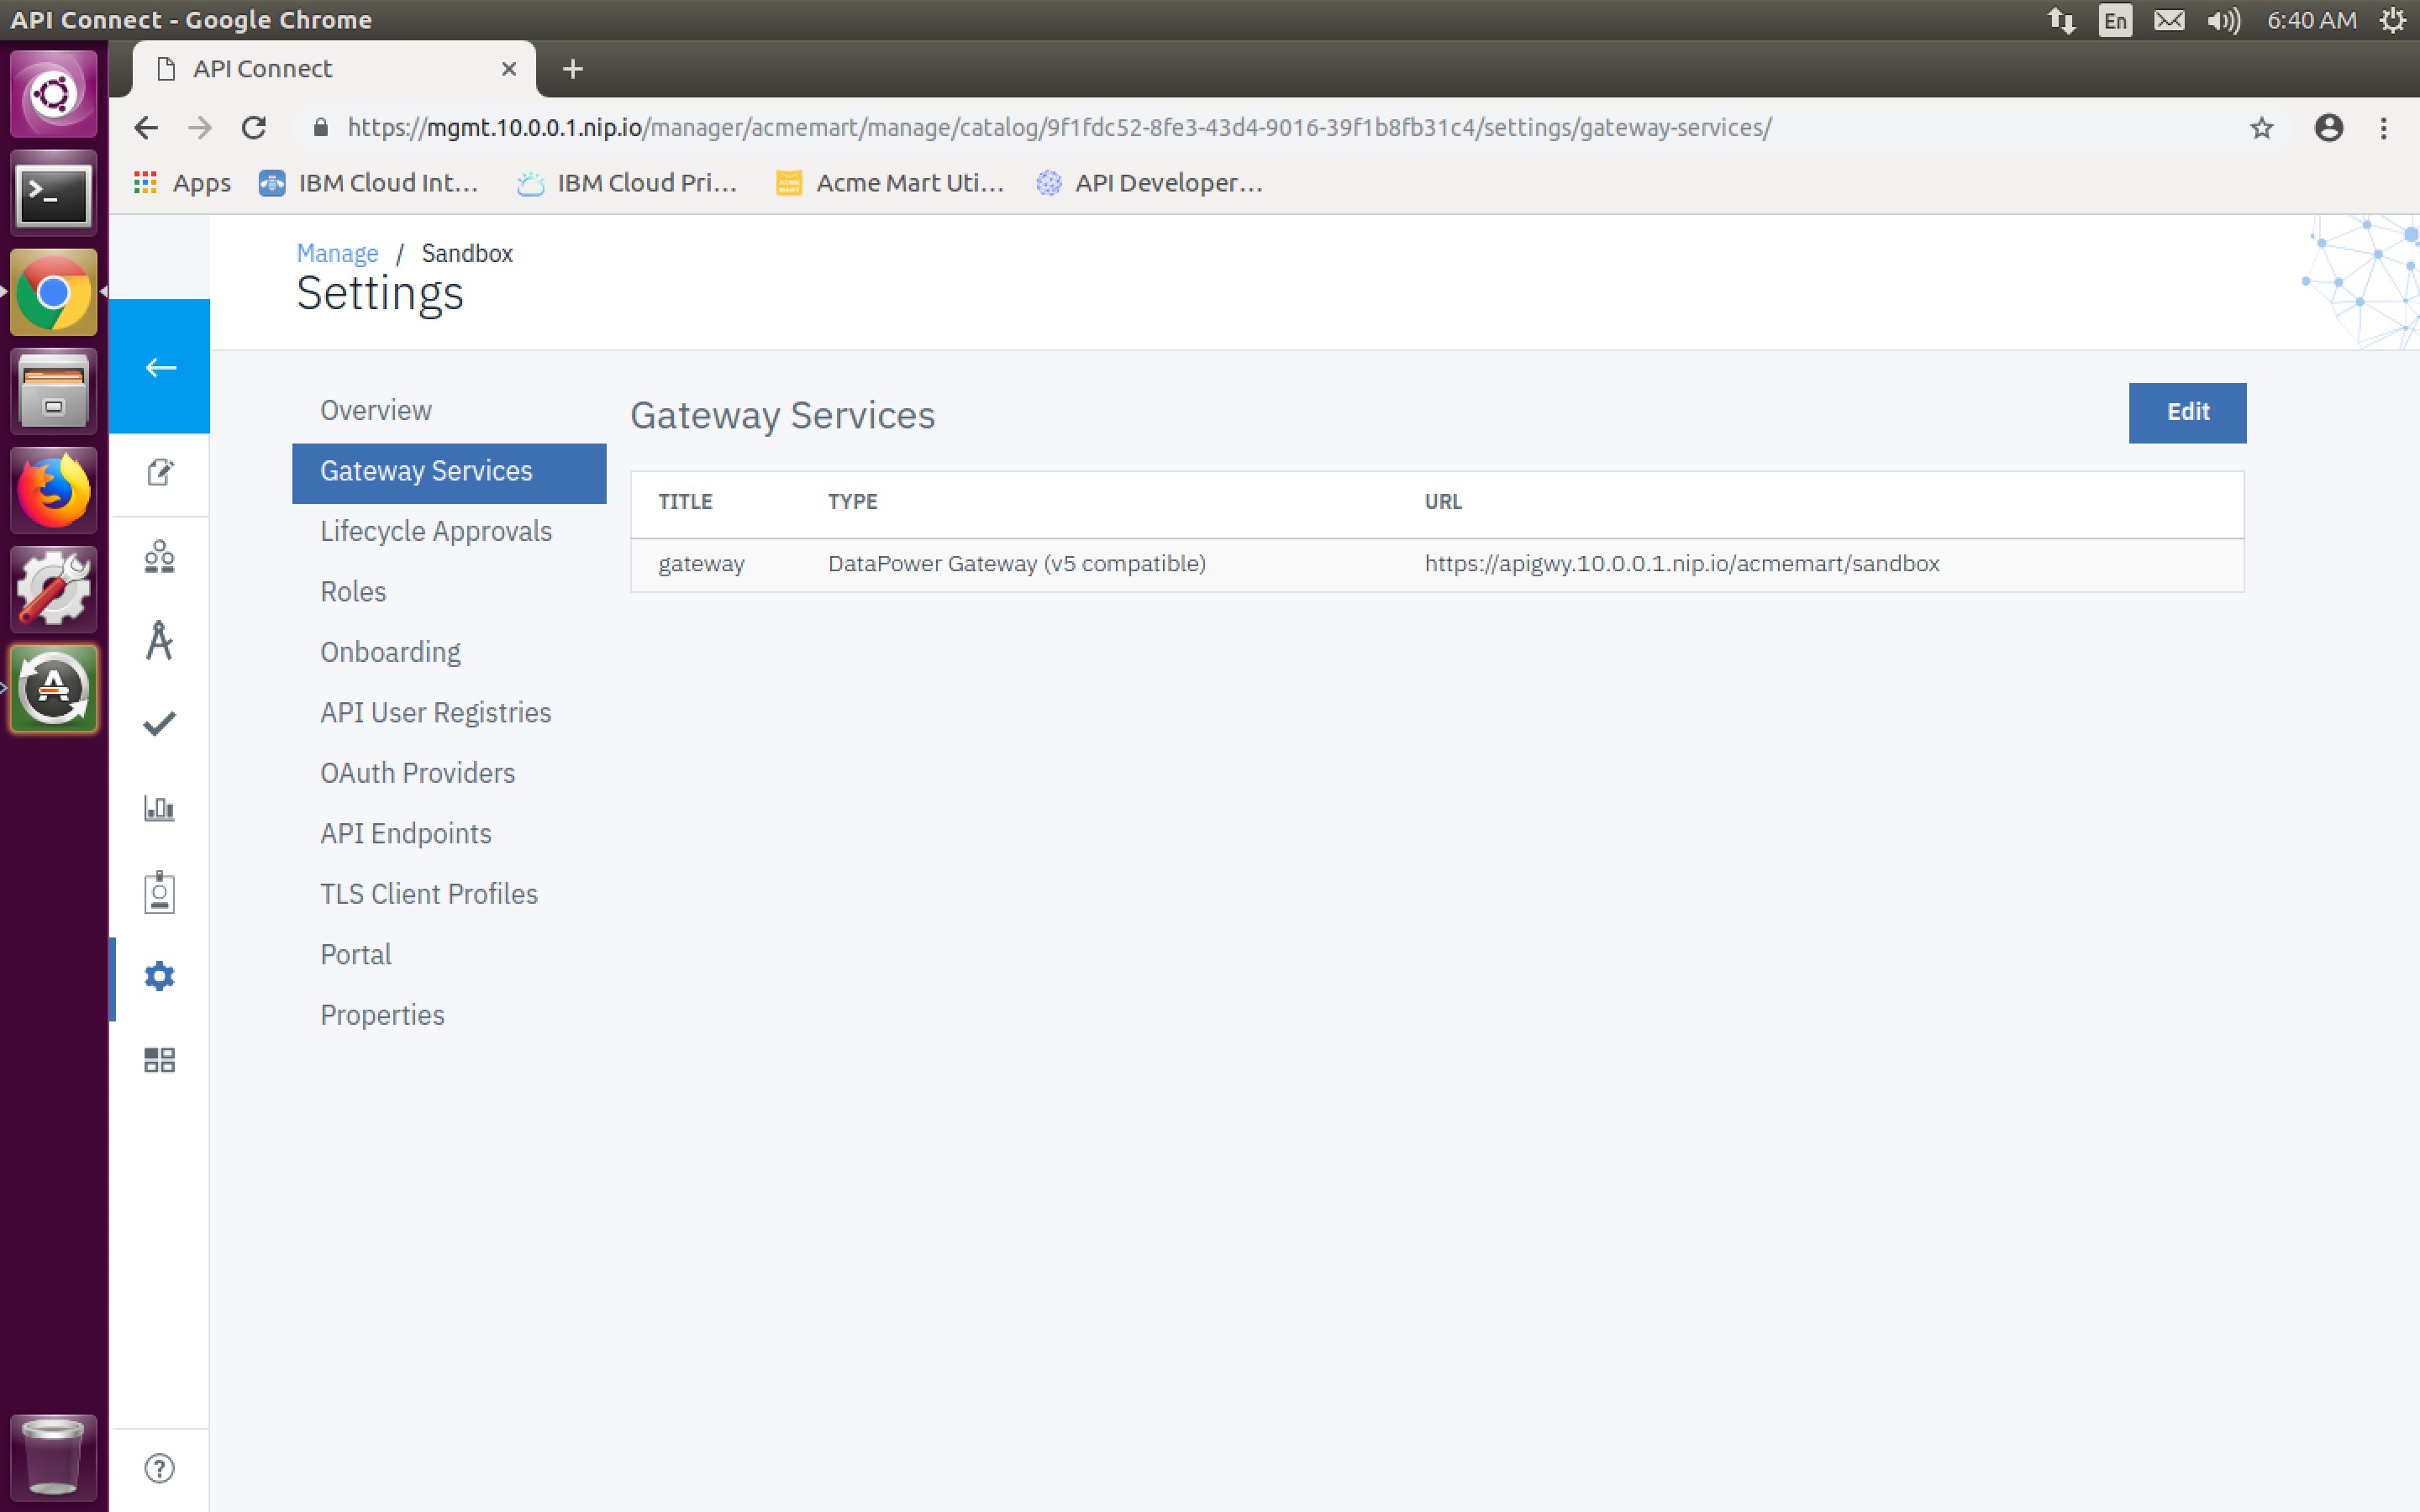 API Connect - Google Chrome
En
6:40 AM
API Connect
https://mgmt.10.0.0.1.nip.io/manager/acmemart/manage/catalog/9f1fdc52-8fe3-43d4-9016-39f1b8fb31c4/settings/gateway-services/
Apps
IBM Cloud Int...
IBM Cloud Pri...
ACME MART
Acme Mart Uti...
API Developer...
Manage / Sandbox
Settings
Overview
Gateway Services
Lifecycle Approvals
Roles
Onboarding
API User Registries
OAuth Providers
API Endpoints
TLS Client Profiles
Portal
Properties
Gateway Services
Edit
TITLE TYPE URL
gateway DataPower Gateway (v5 compatible) https://apigwy.10.0.0.1.nip.io/acmemart/sandbox